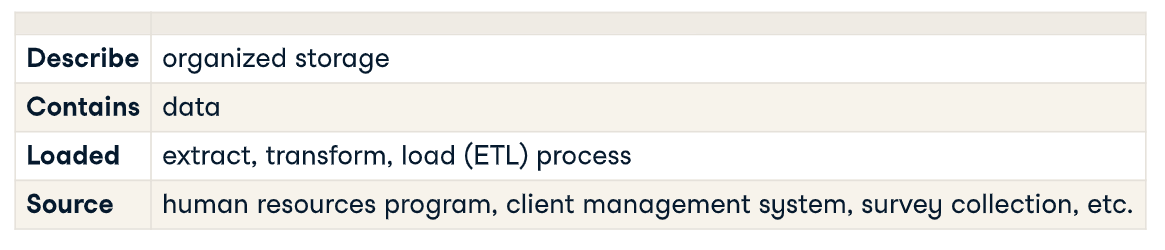 Describe organized storage
Contains data
Loaded extract, transform, load (ETL) process
Source human resources program, client management system, survey collection, etc.